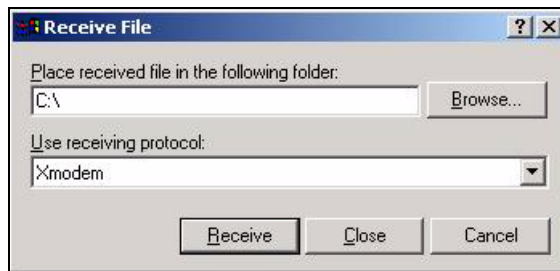 Receive File
Place received file in the following folder:
C:\
Browse...
Use receiving protocol:
Xmodem
Receive
Close
Cancel